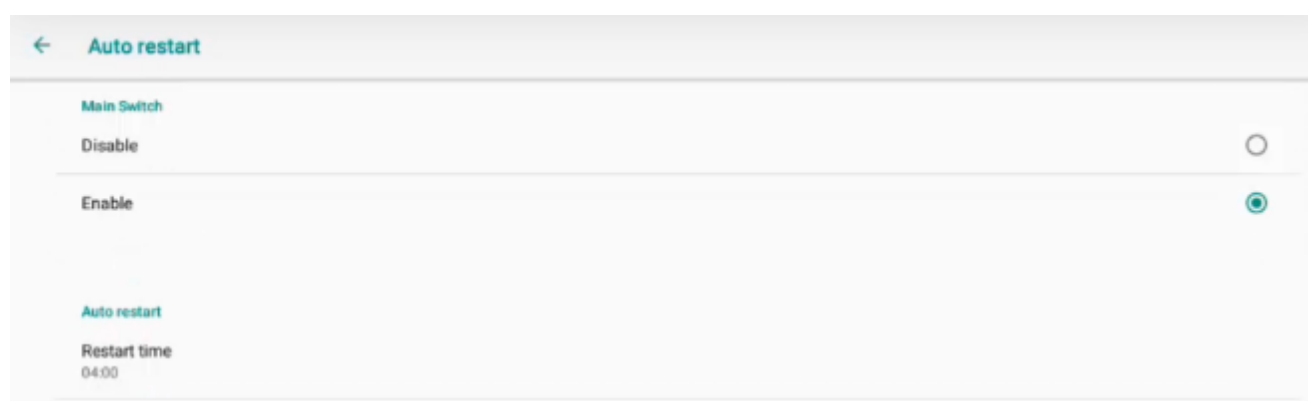 Auto restart
Main Switch
Disable
Enable
Auto restart
Restart time
04:00